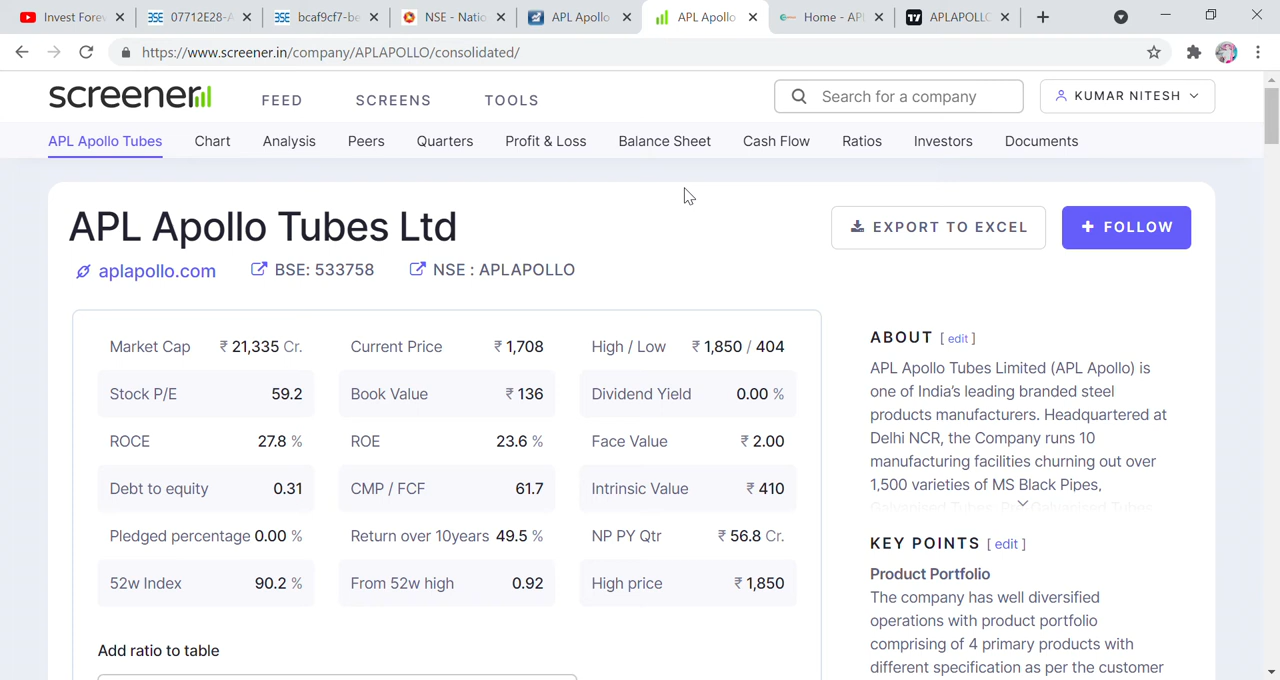 Invest Forev
07712E28-A
bcaf9cf7-be
NSE - Natio
APL Apollo
APL Apollo
Home - APL
APLAPOLLO
https://www.screener.in/company/APLAPOLLO/consolidated/
screener
FEED
SCREENS
TOOLS
Search for a company
KUMAR NITESH
APL Apollo Tubes
Chart
Analysis
Peers
Quarters
Profit & Loss
Balance Sheet
Cash Flow
Ratios
Investors
Documents
APL Apollo Tubes Ltd
EXPORT TO EXCEL
FOLLOW
aplapollo.com
BSE: 533758
NSE : APLAPOLLO
Market Cap ₹ 21,335 Cr.
Current Price ₹ 1,708
High / Low ₹ 1,850 / 404
Stock P/E 59.2
Book Value ₹ 136
Dividend Yield 0.00 %
ROCE 27.8 %
ROE 23.6 %
Face Value ₹ 2.00
Debt to equity 0.31
CMP / FCF 61.7
Intrinsic Value ₹ 410
Pledged percentage 0.00 %
Return over 10years 49.5 %
NP PY Qtr ₹ 56.8 Cr.
52w Index 90.2 %
From 52w high 0.92
High price ₹ 1,850
Add ratio to table
ABOUT [ edit ]
APL Apollo Tubes Limited (APL Apollo) is
one of India's leading branded steel
products manufacturers. Headquartered at
Delhi NCR, the Company runs 10
manufacturing facilities churning out over
1,500 varieties of MS Black Pipes,
Galvanised Tubes, Pre-Galvanised Tubes,
KEY POINTS [ edit ]
Product Portfolio
The company has well diversified
operations with product portfolio
comprising of 4 primary products with
different specification as per the customer